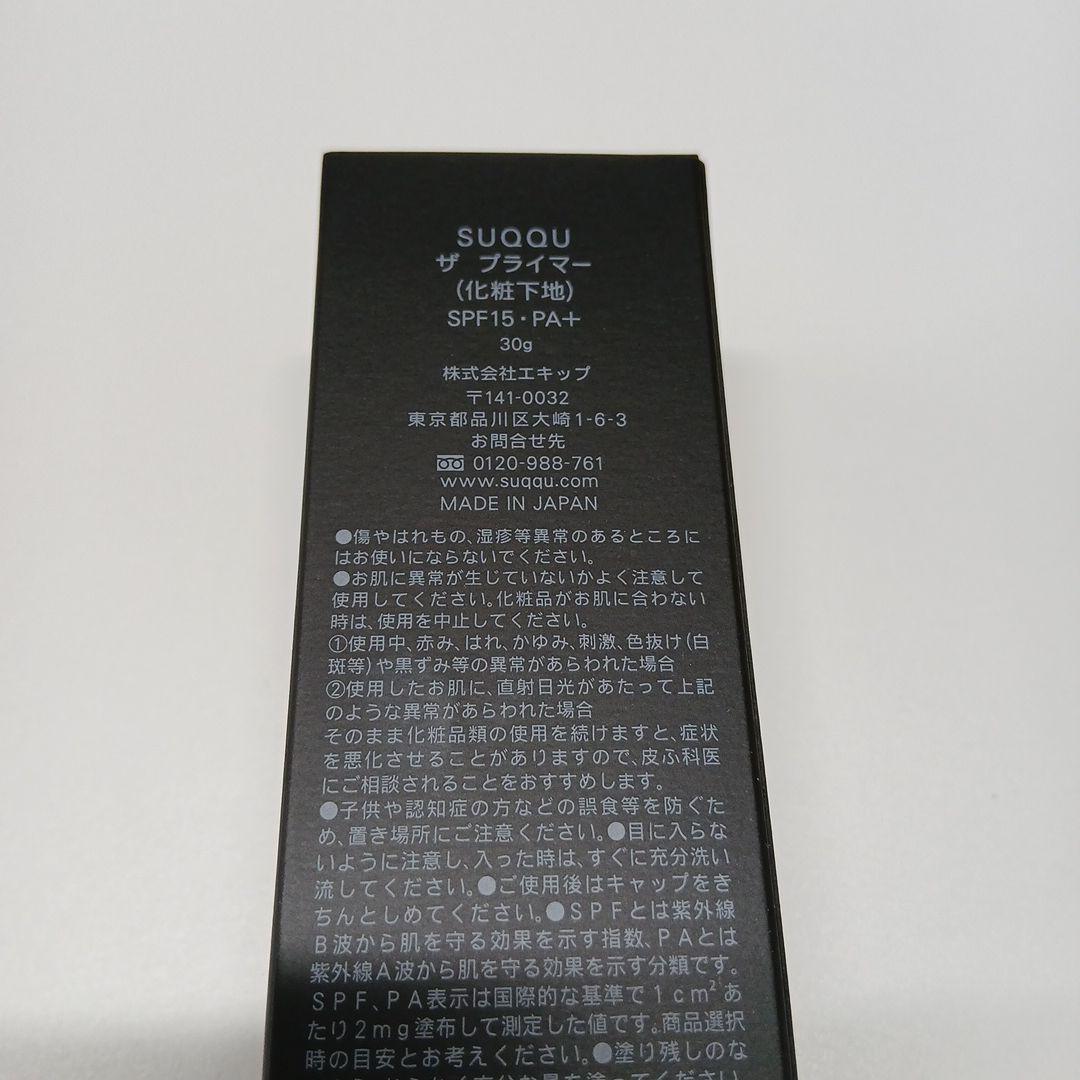 SUQQU
ザ プライマー
(化粧下地)
SPF15・PA＋
30g
株式会社エキップ
〒141-0032
東京都品川区大崎1-6-3
お問合せ先
0120-988-761
www.suqqu.com
MADE IN JAPAN
●傷やはれもの、湿疹等異常のあるところに
はお使いにならないでください。
●お肌に異常が生じていないかよく注意して
使用してください。化粧品がお肌に合わない
時は、使用を中止してください。
①使用中、赤み、はれ、かゆみ、刺激、色抜け(白
斑等)や黒ずみ等の異常があらわれた場合
②使用したお肌に、直射日光があたって上記
のような異常があらわれた場合
そのまま化粧品類の使用を続けますと、症状
を悪化させることがありますので、皮ふ科医
にご相談されることをおすすめします。
●子供や認知症の方などの誤食等を防ぐた
め、置き場所にご注意ください。●目に入らな
いように注意し、入った時は、すぐに充分洗い
流してください。●ご使用後はキャップをき
ちんとしめてください。●SPFとは紫外線
B波から肌を守る効果を示す指数、PAとは
紫外線A波から肌を守る効果を示す分類です。
SPF、PA表示は国際的な基準で1cm²あ
たり2mg塗布して測定した値です。商品選択
時の目安とお考えください。●塗り残しのな